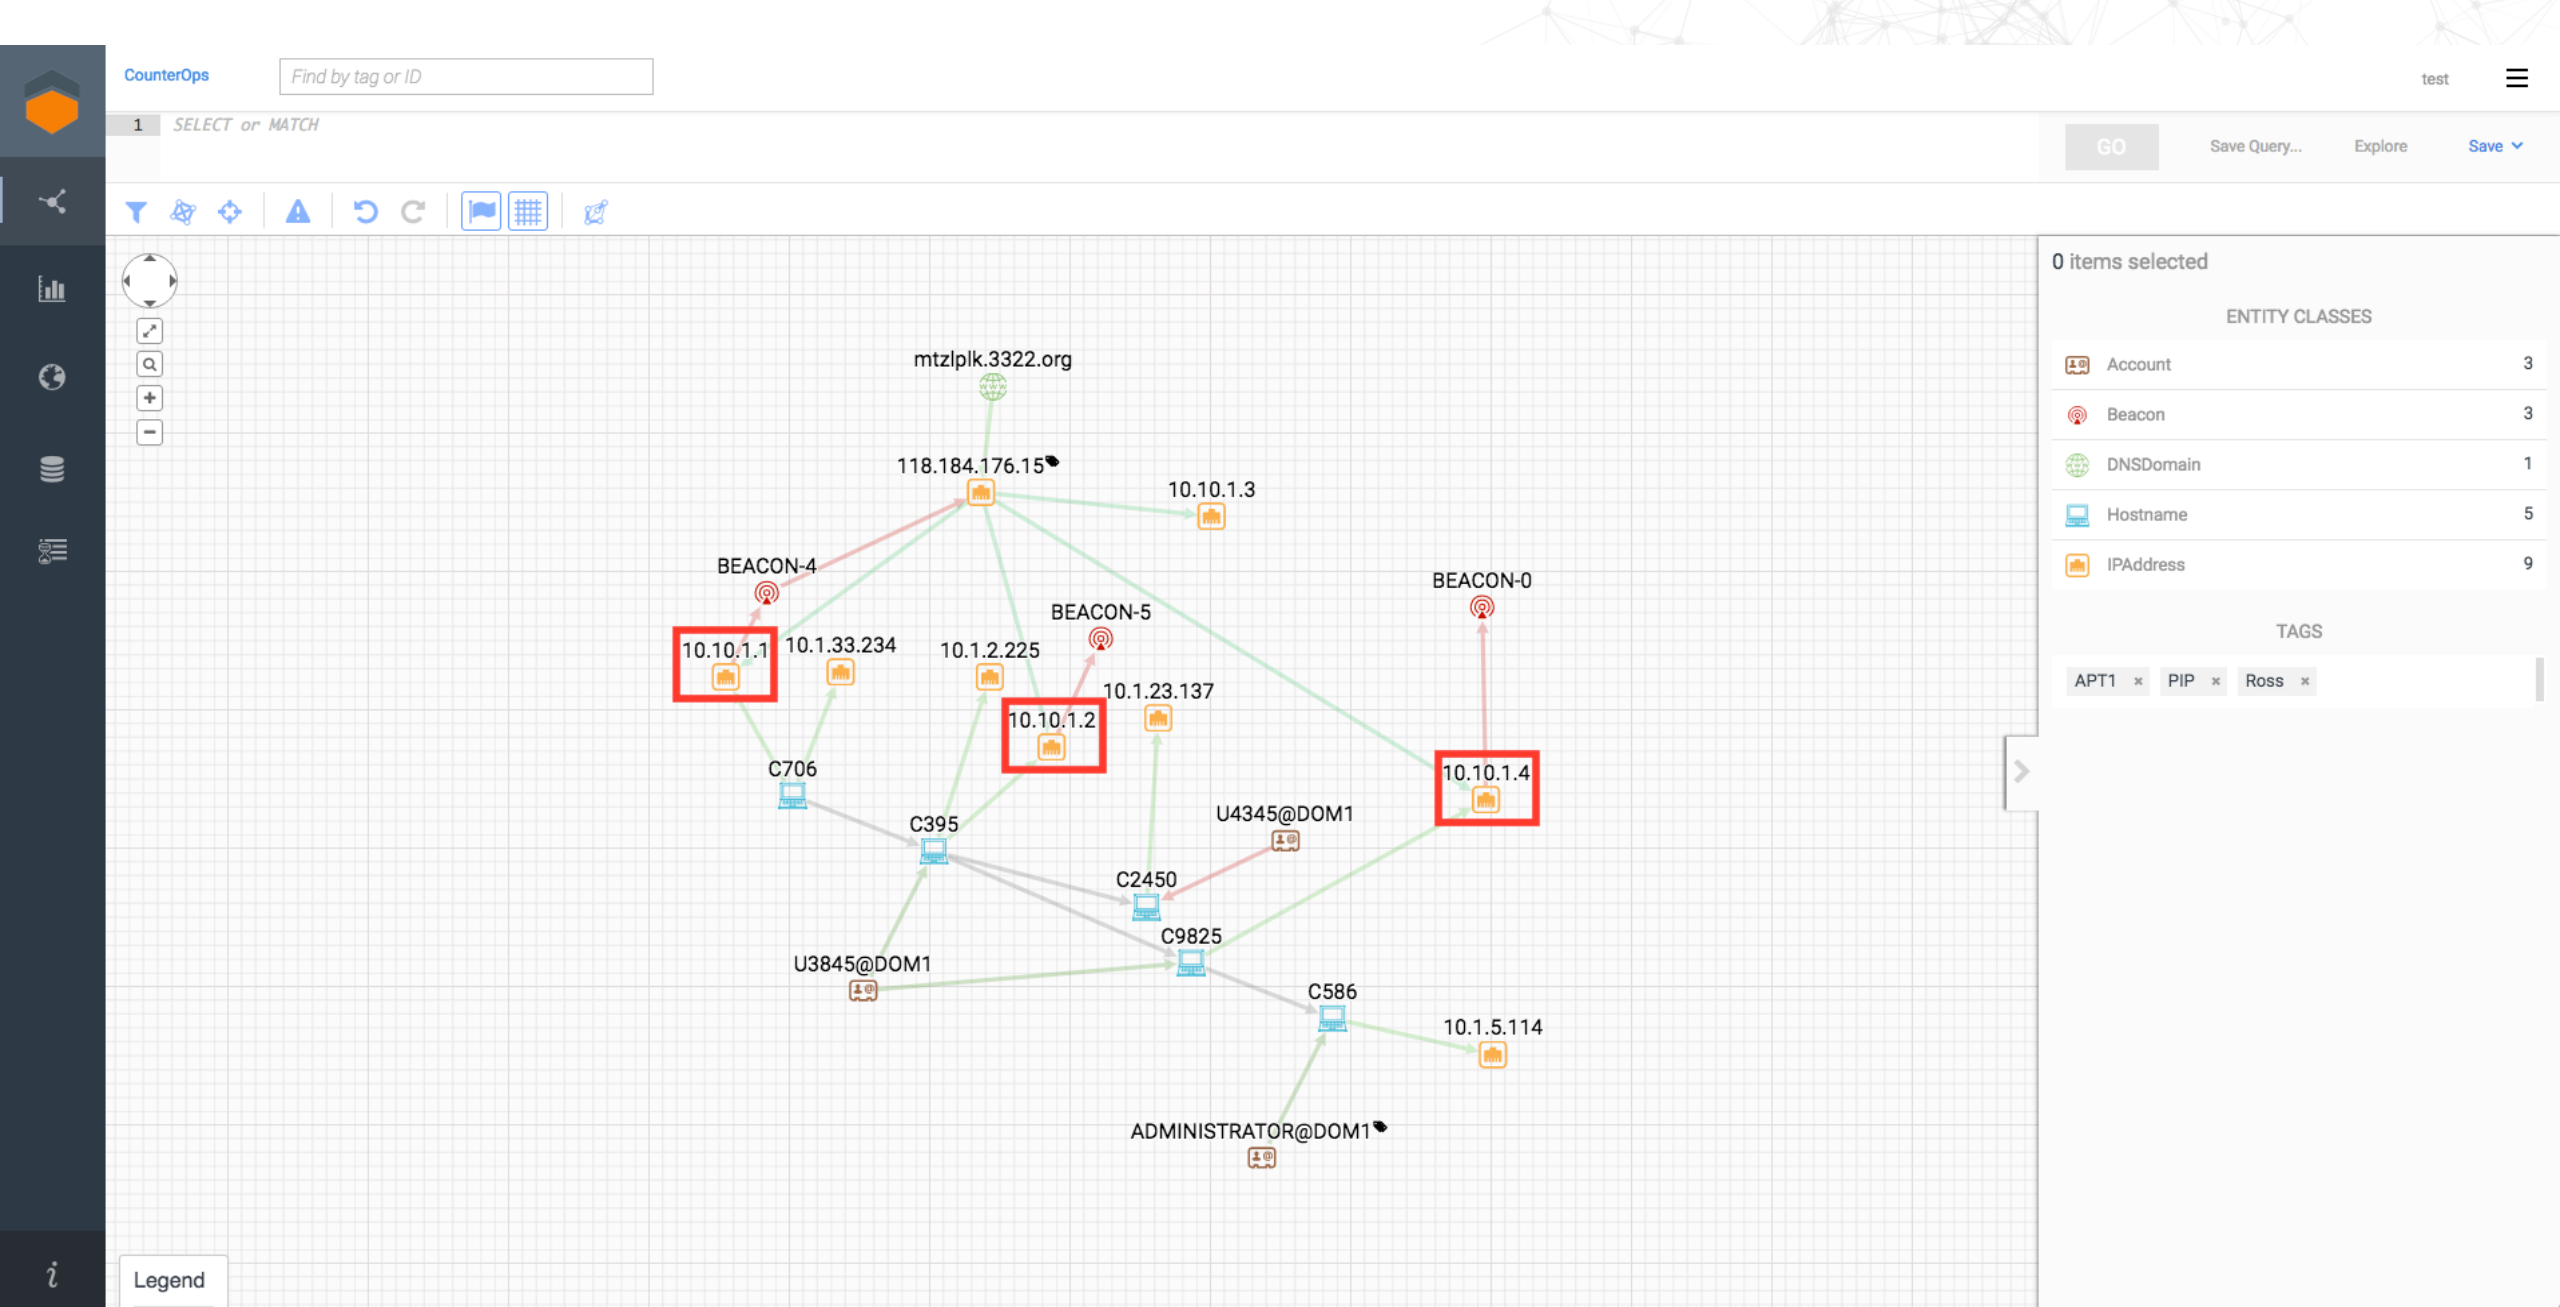 CounterOps
Find by tag or ID
test
1
SELECT or MATCH
GO
Save Query...
Explore
Save
0 items selected
ENTITY CLASSES
Account 3
Beacon 3
DNSDomain 1
Hostname 5
IPAddress 9
TAGS
APT1 × PIP × Ross ×
mtzlplk.3322.org
118.184.176.15
10.10.1.3
BEACON-4
BEACON-0
BEACON-5
10.10.1.1
10.1.33.234
10.1.2.225
10.1.23.137
10.10.1.2
C706
10.10.1.4
U4345@DOM1
C395
C2450
C9825
U3845@DOM1
C586
10.1.5.114
ADMINISTRATOR@DOM1
i
Legend